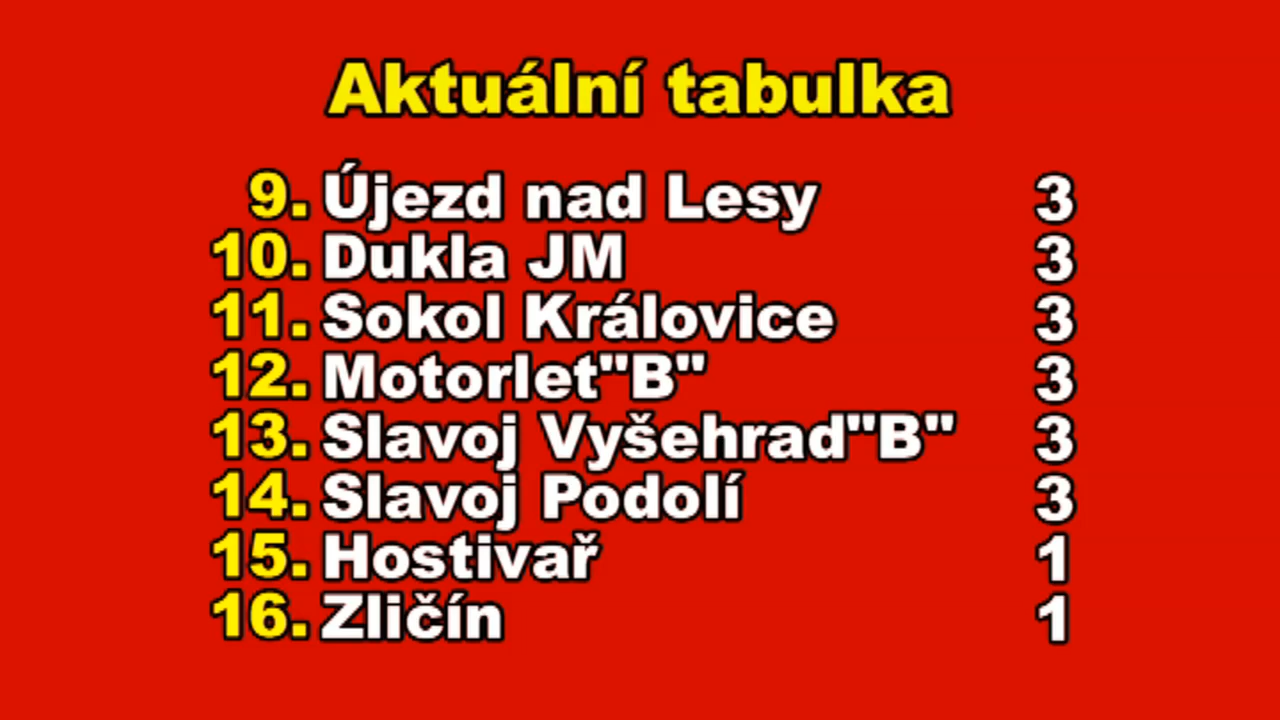 Aktuální tabulka
9. Újezd nad Lesy 3
10. Dukla JM 3
11. Sokol Královice 3
12. Motorlet"B" 3
13. Slavoj Vyšehrad"B" 3
14. Slavoj Podolí 3
15. Hostivař 1
16. Zličín 1